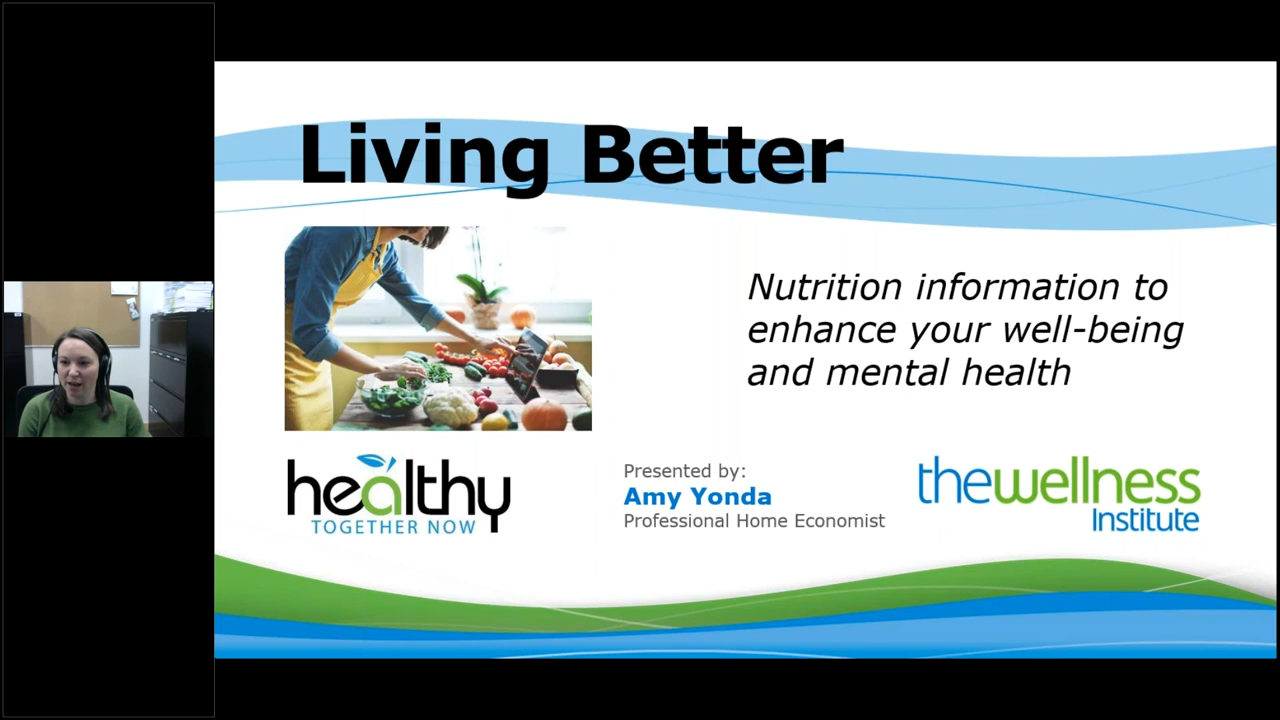 Living Better
Nutrition information to
enhance your well-being
and mental health
healthy
TOGETHER NOW
Presented by:
Amy Yonda
Professional Home Economist
thewellness
Institute